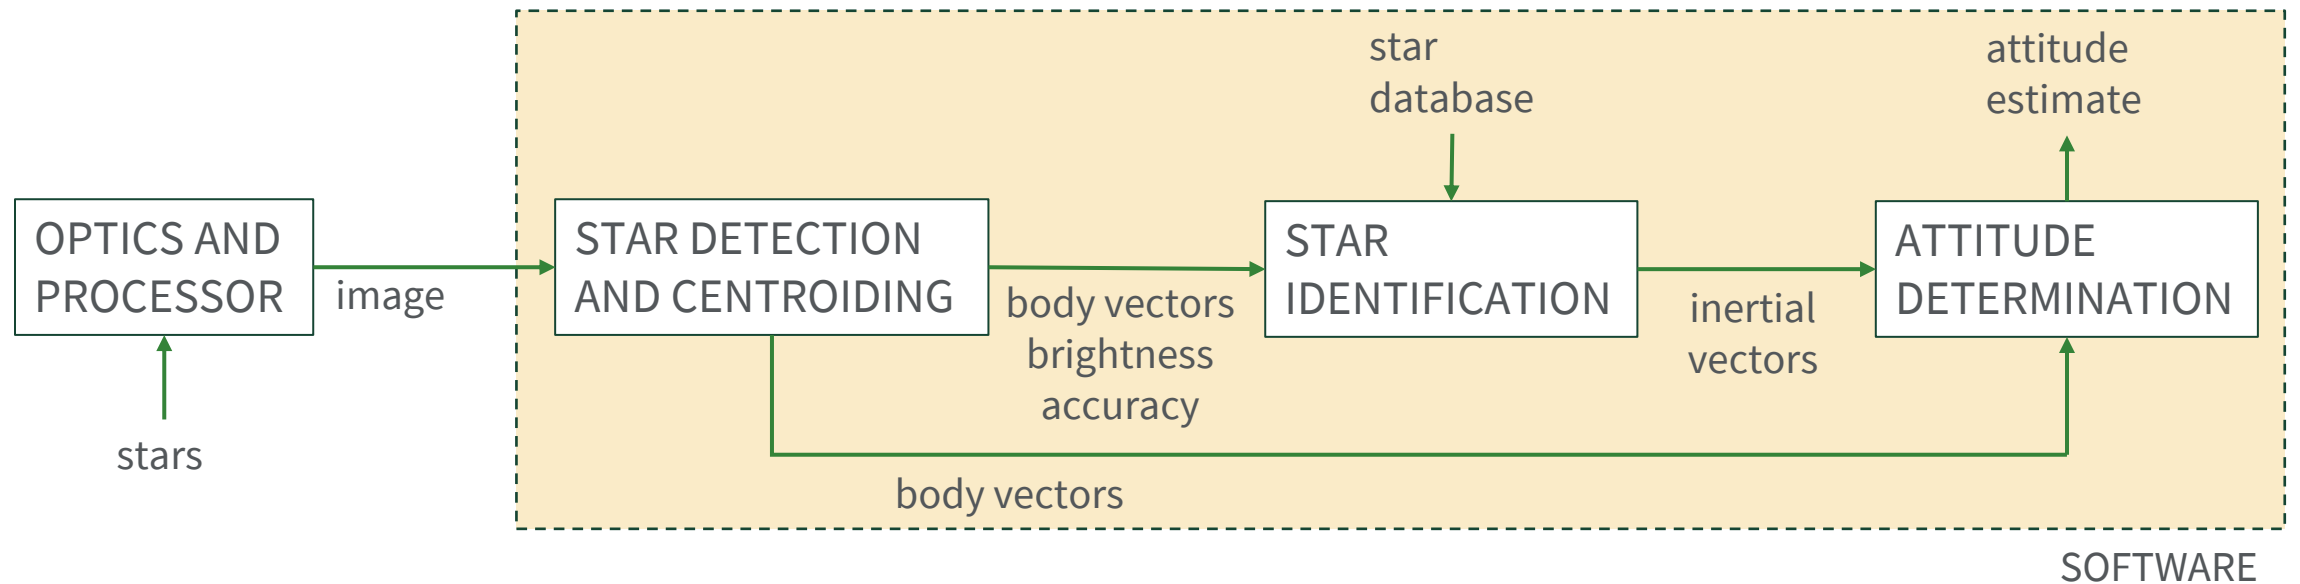 star
database
attitude
estimate
OPTICS AND
PROCESSOR
image
STAR DETECTION
AND CENTROIDING
body vectors
brightness
accuracy
STAR
IDENTIFICATION
inertial
vectors
ATTITUDE
DETERMINATION
stars
body vectors
SOFTWARE